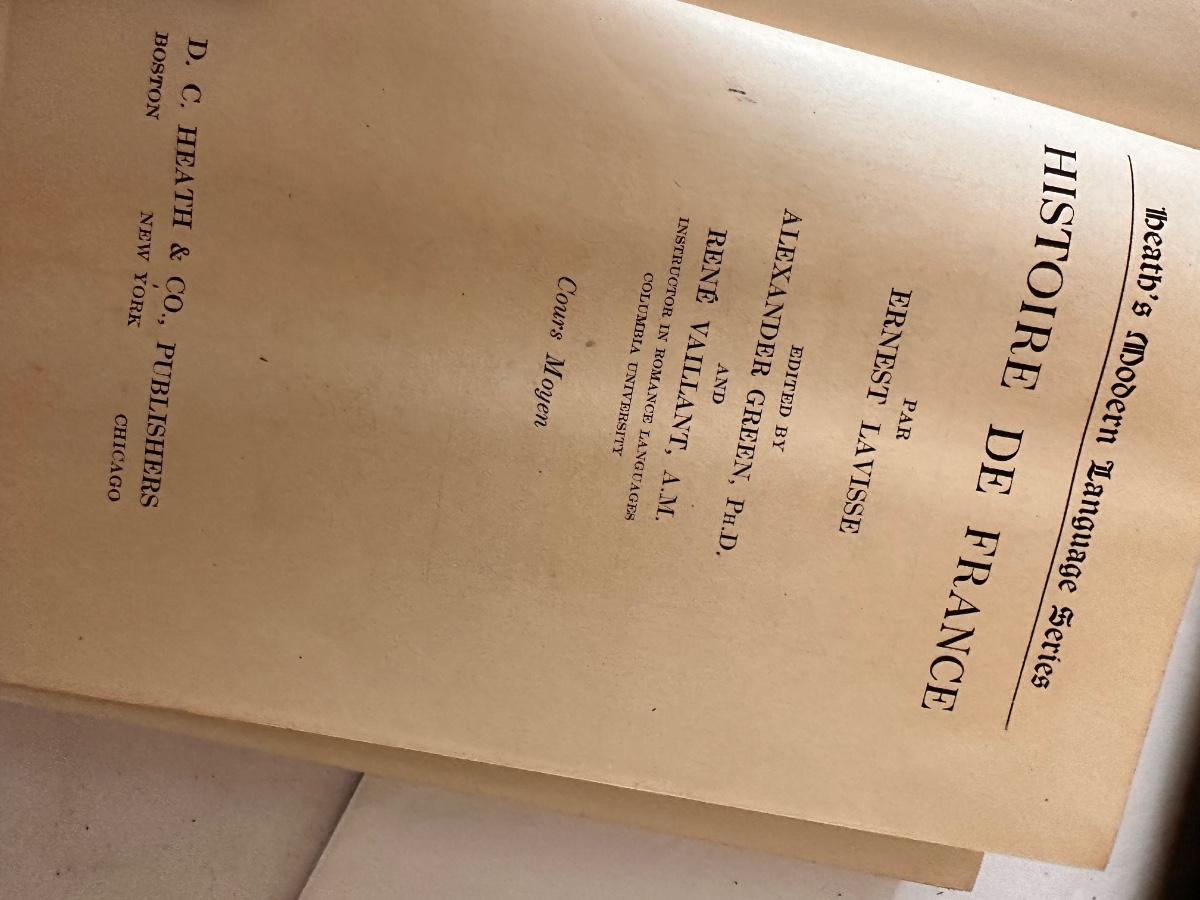 Heath's Modern Language Series
HISTOIRE DE FRANCE
PAR
ERNEST LAVISSE
EDITED BY
ALEXANDER GREEN, PH.D.
AND
RENÉ VAILLANT, A.M.
INSTRUCTOR IN ROMANCE LANGUAGES
COLUMBIA UNIVERSITY
Cours Moyen
D. C. HEATH & CO., PUBLISHERS
BOSTON NEW YORK CHICAGO